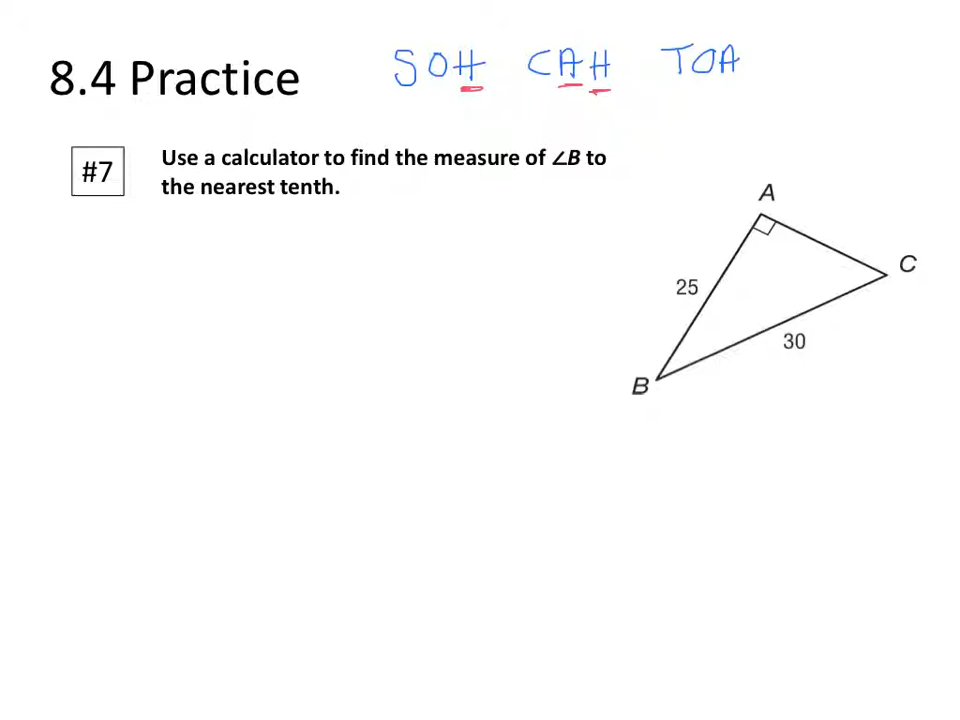 8.4 Practice SOH CAH TOA
#7 Use a calculator to find the measure of ∠B to
the nearest tenth.
A
C
25
30
B